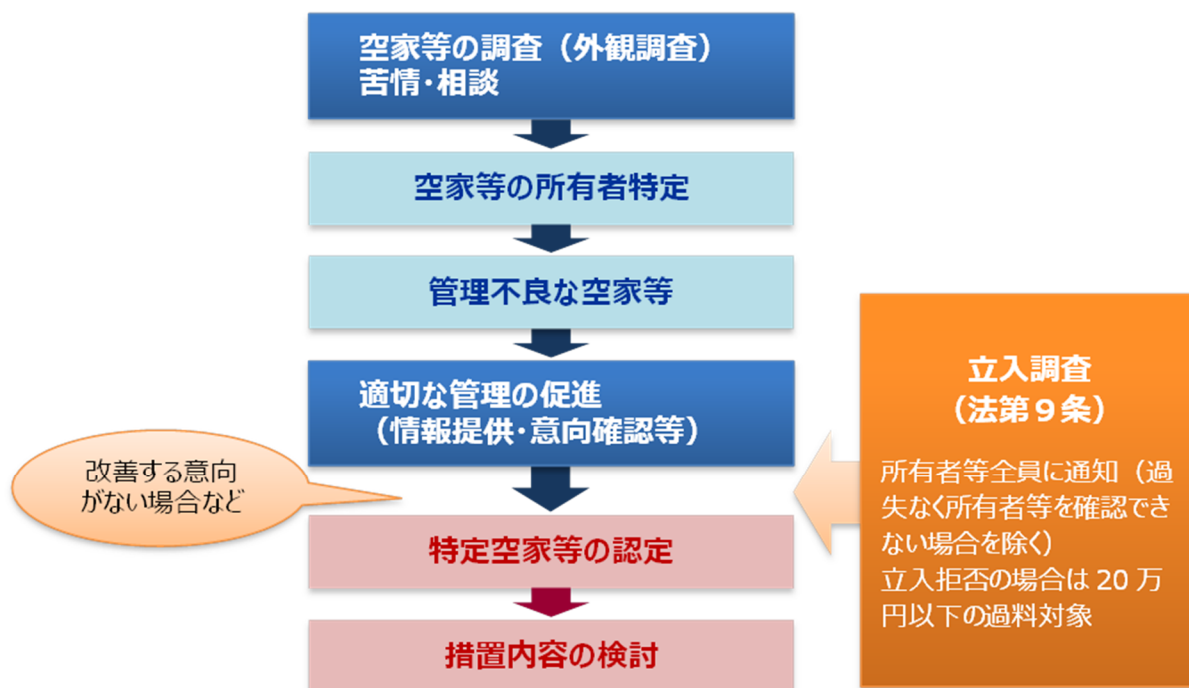 空家等の調査（外観調査）
苦情･相談
空家等の所有者特定
管理不良な空家等
適切な管理の促進
（情報提供･意向確認等）
改善する意向
がない場合など
特定空家等の認定
措置内容の検討
立入調査
（法第９条）
所有者等全員に通知（過
失なく所有者等を確認でき
ない場合を除く）
立入拒否の場合は 20 万
円以下の過料対象